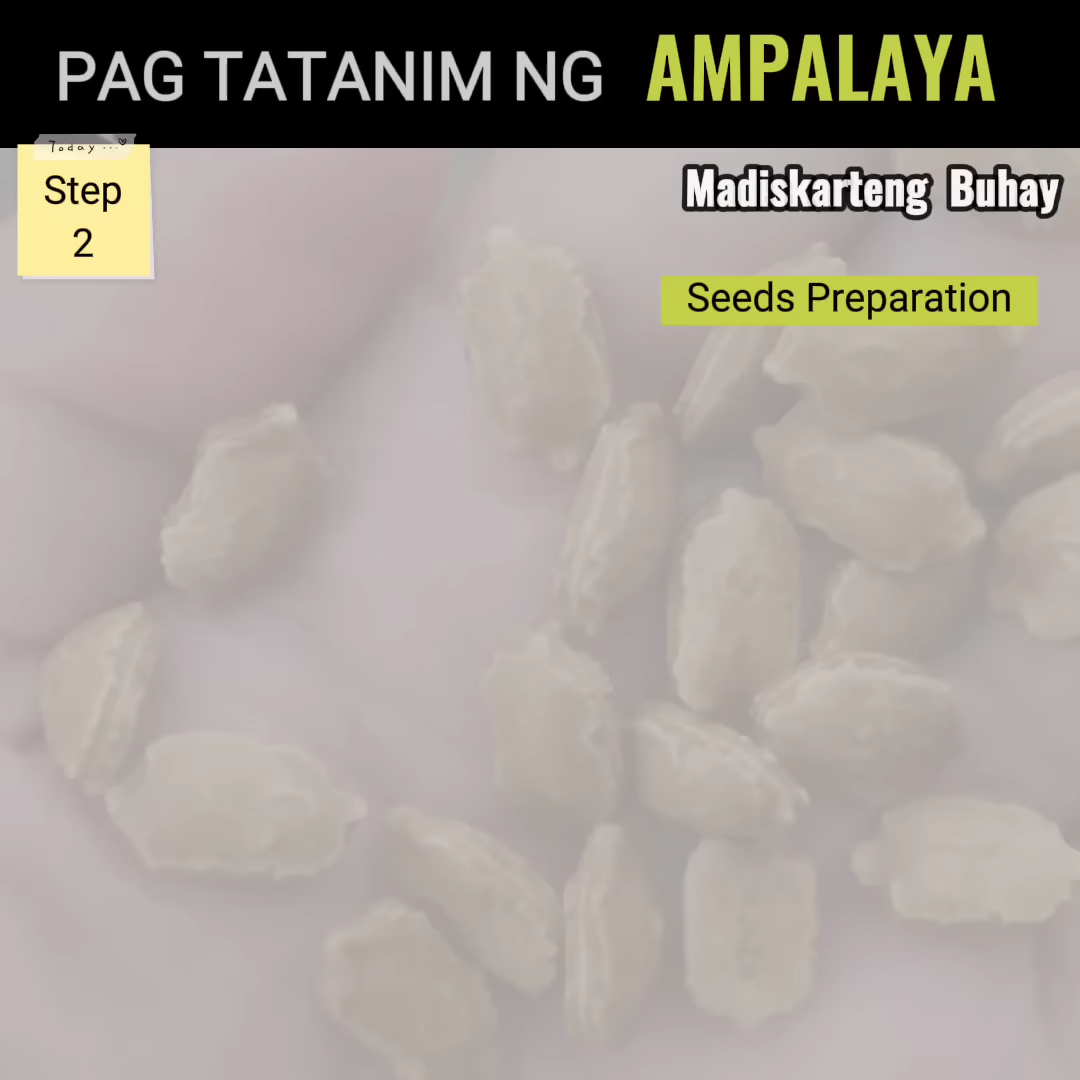 PAG TATANIM NG AMPALAYA
Today ...
Step
2
Madiskarteng Buhay
Seeds Preparation